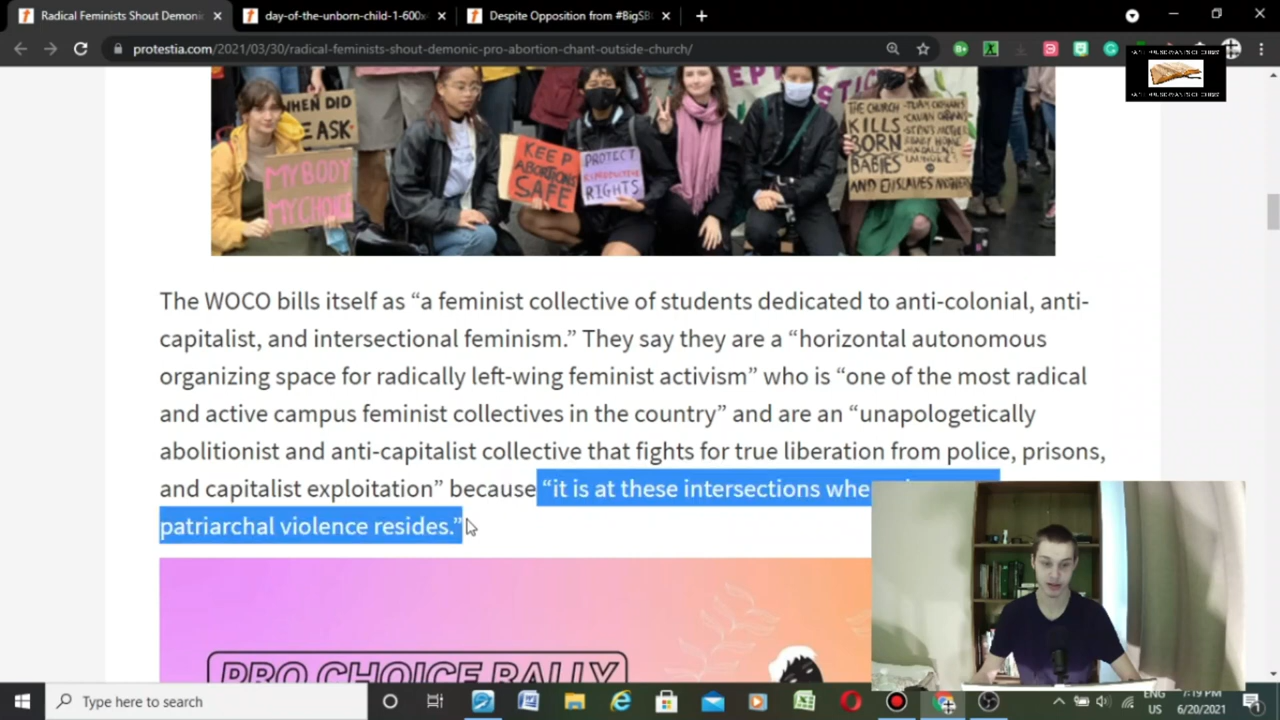 Radical Feminists Shout Demonic
day-of-the-unborn-child-1-600x
Despite Opposition from #BigSB
protestia.com/2021/03/30/radical-feminists-shout-demonic-pro-abortion-chant-outside-church/
WHEN DID
ASK
MY BODY
MY CHOICE
KEEP
ABORTIONS
SAFE
PROTECT
REPRODUCTIVE
RIGHTS
THE CHURCH
KILLS
BORN
BABIES
AND ENSLAVES
The WOCO bills itself as “a feminist collective of students dedicated to anti-colonial, anti-
capitalist, and intersectional feminism.” They say they are a “horizontal autonomous
organizing space for radically left-wing feminist activism” who is “one of the most radical
and active campus feminist collectives in the country” and are an “unapologetically
abolitionist and anti-capitalist collective that fights for true liberation from police, prisons,
and capitalist exploitation” because “it is at these intersections
patriarchal violence resides.”
PRO CHOICE RALLY
Type here to search
ENG
US
7:19 PM
6/20/2021